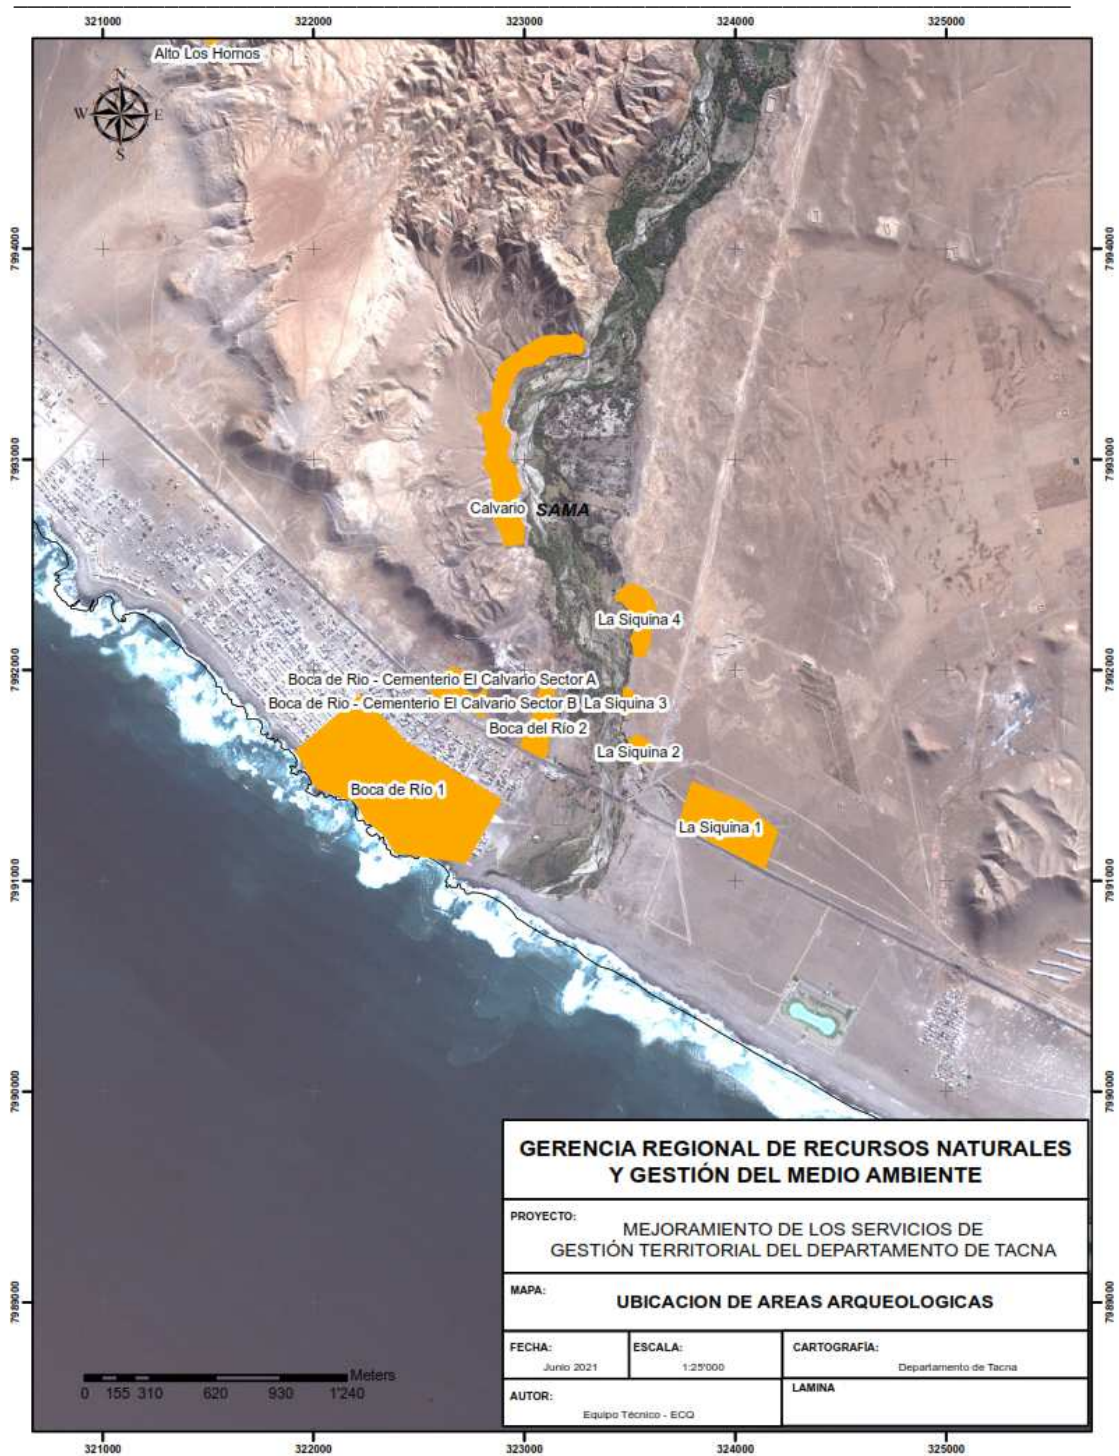 321000 322000 323000 324000 325000
Alto Los Hornos
N
W E
S
7994000 7994000
7993000 7993000
Calvario SAMA
La Siquina 4
7992000 7992000
Boca de Rio - Cementerio El Calvario Sector A
Boca de Rio - Cementerio El Calvario Sector B La Siquina 3
Boca del Río 2
La Siquina 2
Boca de Río 1
La Siquina 1
7991000 7991000
7990000 7990000
GERENCIA REGIONAL DE RECURSOS NATURALES
Y GESTIÓN DEL MEDIO AMBIENTE
PROYECTO:
MEJORAMIENTO DE LOS SERVICIOS DE
GESTIÓN TERRITORIAL DEL DEPARTAMENTO DE TACNA
MAPA:
UBICACION DE AREAS ARQUEOLOGICAS
7989000 7989000
FECHA: ESCALA: CARTOGRAFÍA:
Junio 2021 1:25'000 Departamento de Tacna
Meters
0 155 310 620 930 1'240
AUTOR: LAMINA
Equipo Técnico - ECQ
321000 322000 323000 324000 325000